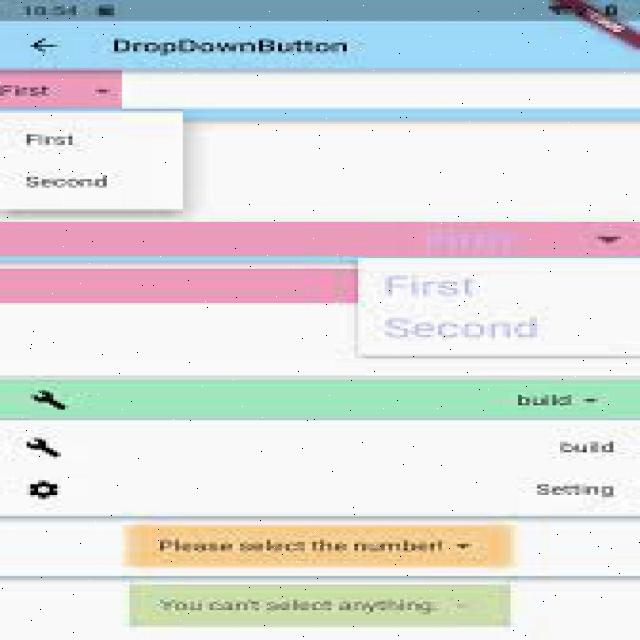 10:54
DropDownButton
First
First
Second
First
Second
build
build
Setting
Please select the number!
You can't select anything.